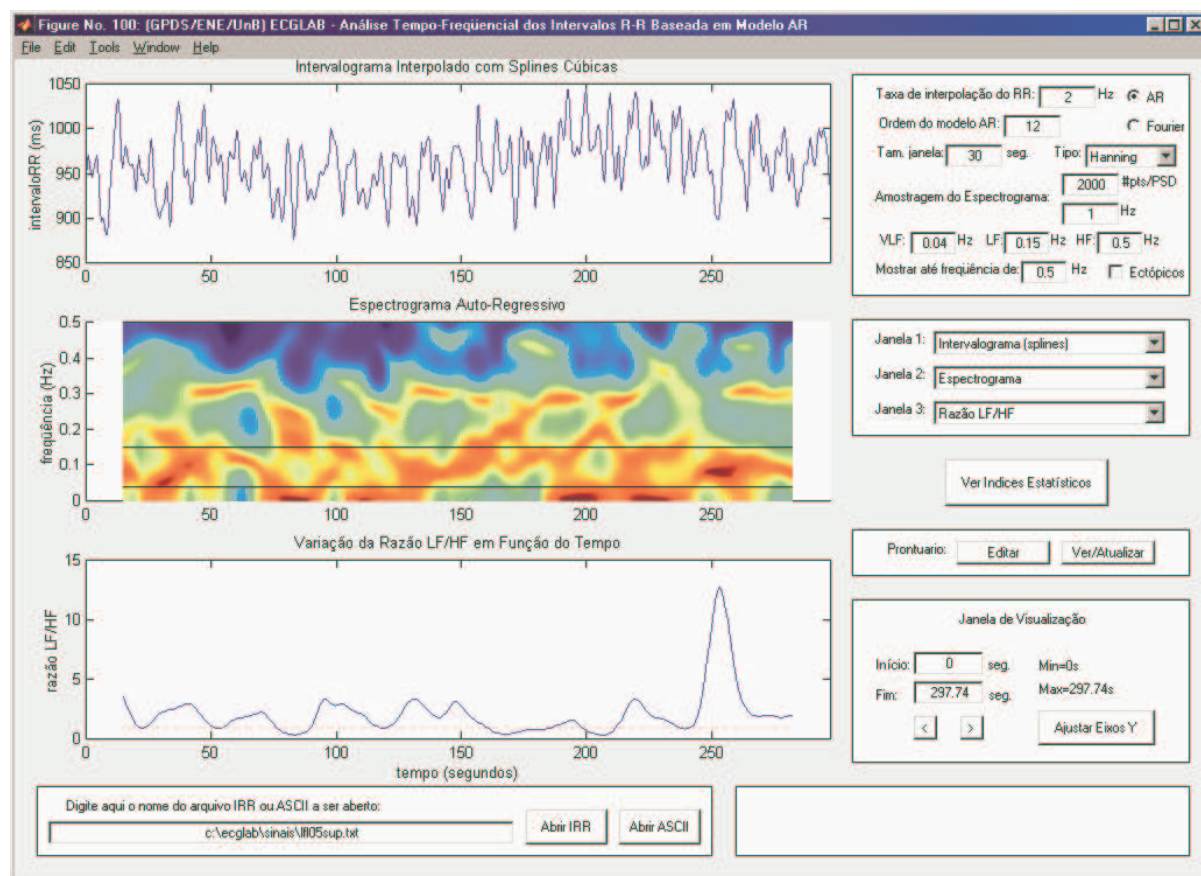 Figure No. 100: (GPDS/ENE/UnB) ECGLAB - Análise Tempo-Freqüencial dos Intervalos R-R Baseada em Modelo AR
File Edit Tools Window Help
Intervalograma Interpolado com Splines Cúbicas
intervaloRR (ms)
1050
1000
950
900
850
0 50 100 150 200 250
Espectrograma Auto-Regressivo
freqüência (Hz)
0.5
0.4
0.3
0.2
0.1
0
0 50 100 150 200 250
Variação da Razão LF/HF em Função do Tempo
razão LF/HF
15
10
5
0
0 50 100 150 200 250
tempo (segundos)
Taxa de interpolação do RR: 2 Hz AR
Ordem do modelo AR: 12 Fourier
Tam. janela: 30 seg. Tipo: Hanning
Amostragem do Espectrograma: 2000 #pts/PSD
1 Hz
VLF: 0.04 Hz LF: 0.15 Hz HF: 0.5 Hz
Mostrar até freqüência de: 0.5 Hz Ectópicos
Janela 1: Intervalograma (splines)
Janela 2: Espectrograma
Janela 3: Razão LF/HF
Ver Indices Estatísticos
Prontuario: Editar Ver/Atualizar
Janela de Visualização
Início: 0 seg. Min=0s
Fim: 297.74 seg. Max=297.74s
< > Ajustar Eixos Y
Digite aqui o nome do arquivo IRR ou ASCII a ser aberto:
Abrir IRR Abrir ASCII